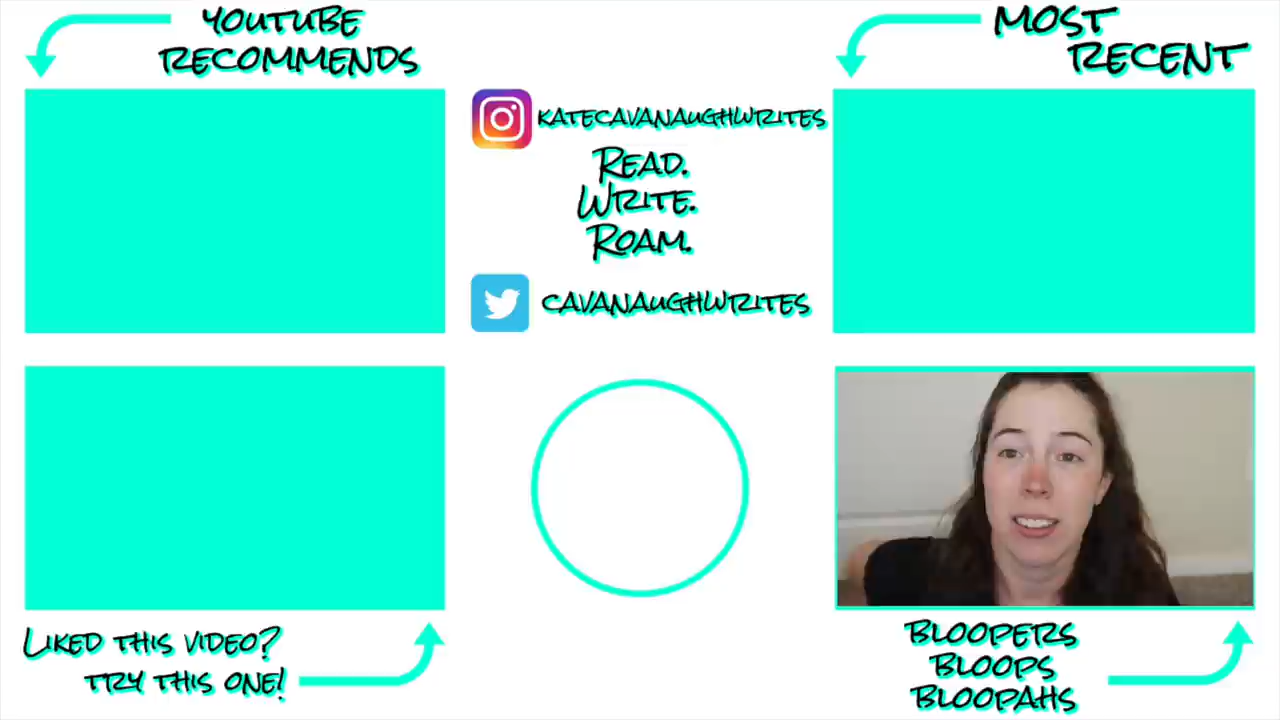 YOUTUBE
RECOMMENDS
MOST
RECENT
KATECAVANAUGHWRITES
READ.
WRITE.
ROAM.
CAVANAUGHWRITES
LIKED THIS VIDEO?
TRY THIS ONE!
BLOOPERS
BLOOPS
BLOOPAHS